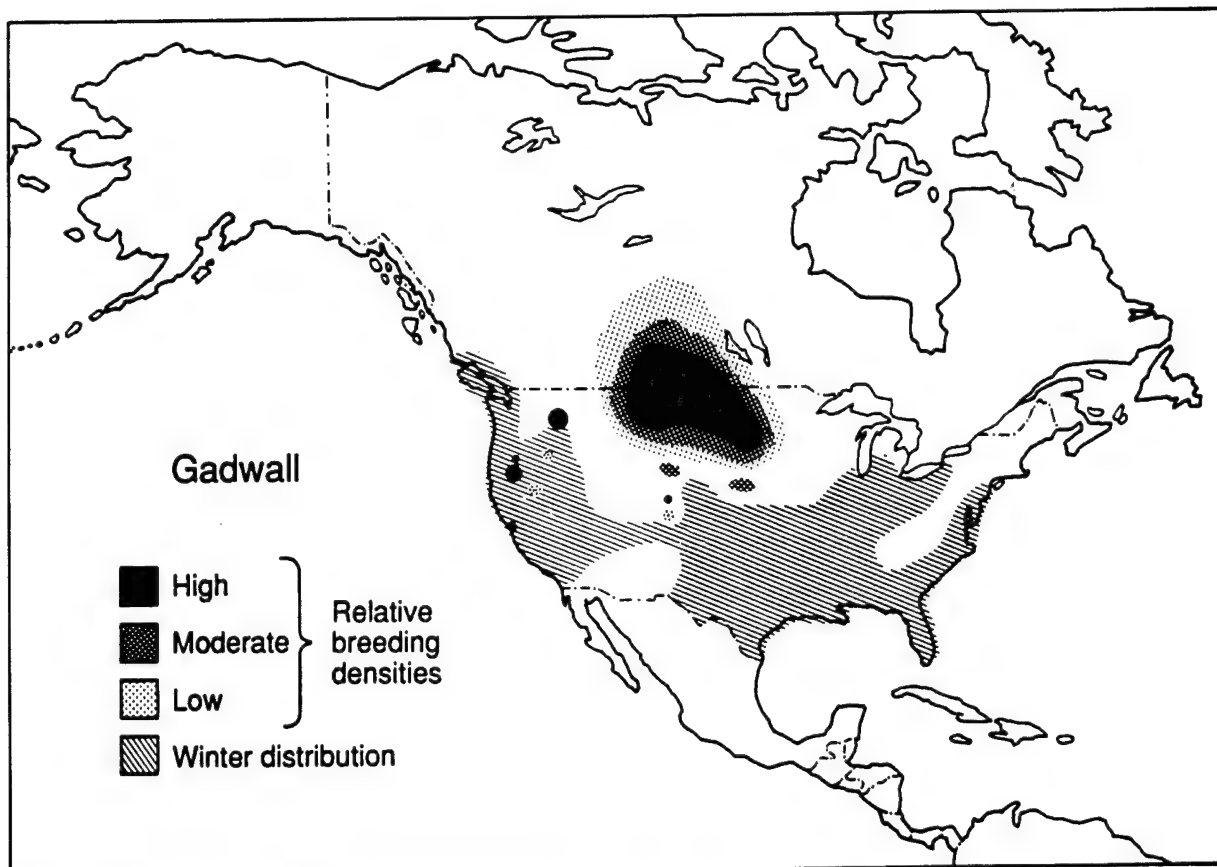 Gadwall
High
Moderate
Low
Relative
breeding
densities
Winter distribution